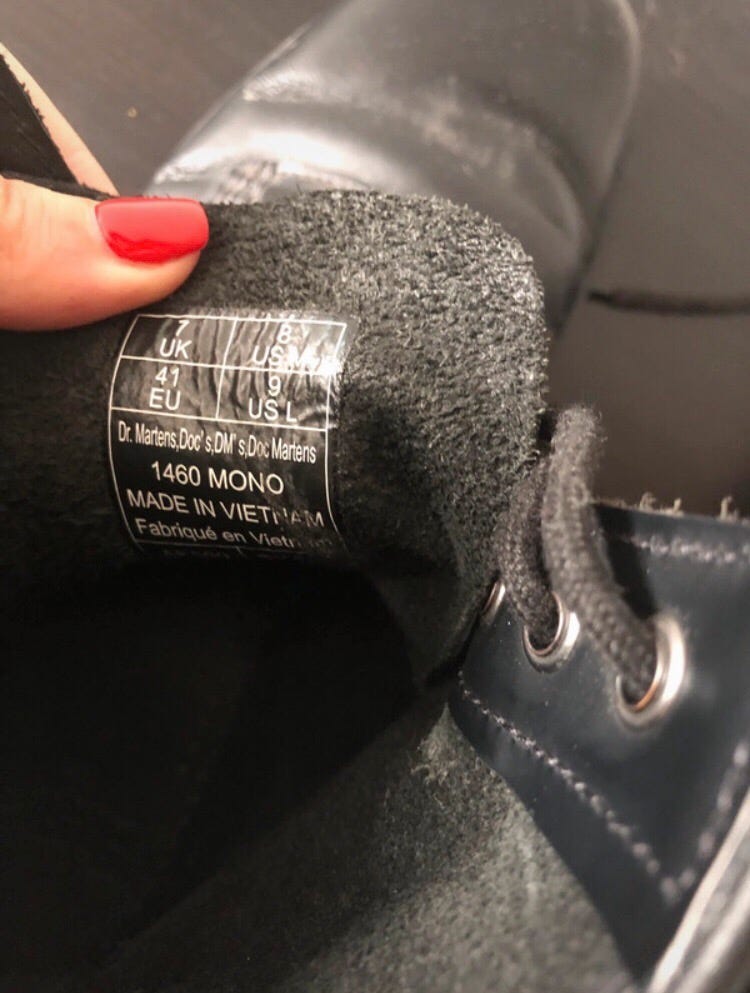 7 8
UK US M
41 9
EU US L
Dr. Martens,Doc's,DM's,Doc Martens
1460 MONO
MADE IN VIETNAM
Fabriqué en